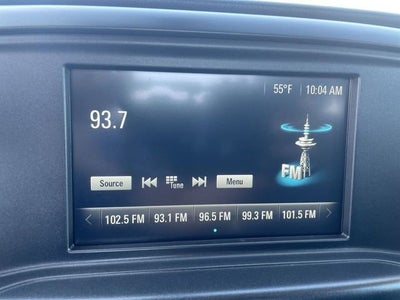 55°F 10:04 AM
93.7
FM
Source Tune Menu
102.5 FM 93.1 FM 96.5 FM 99.3 FM 101.5 FM